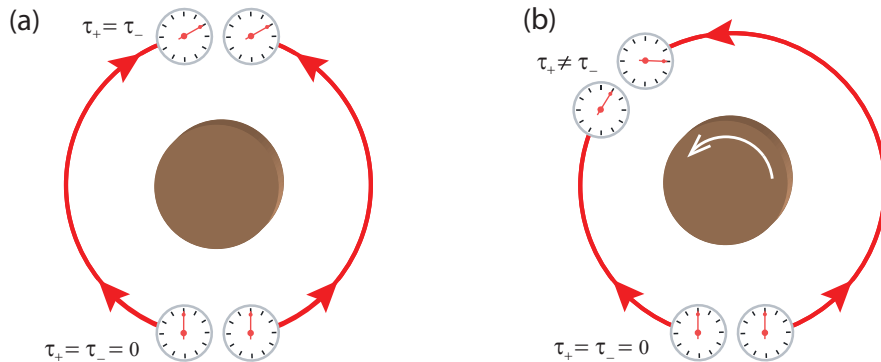 (a)
τ₊ = τ₋
τ₊ = τ₋ = 0
(b)
τ₊ ≠ τ₋
τ₊ = τ₋ = 0